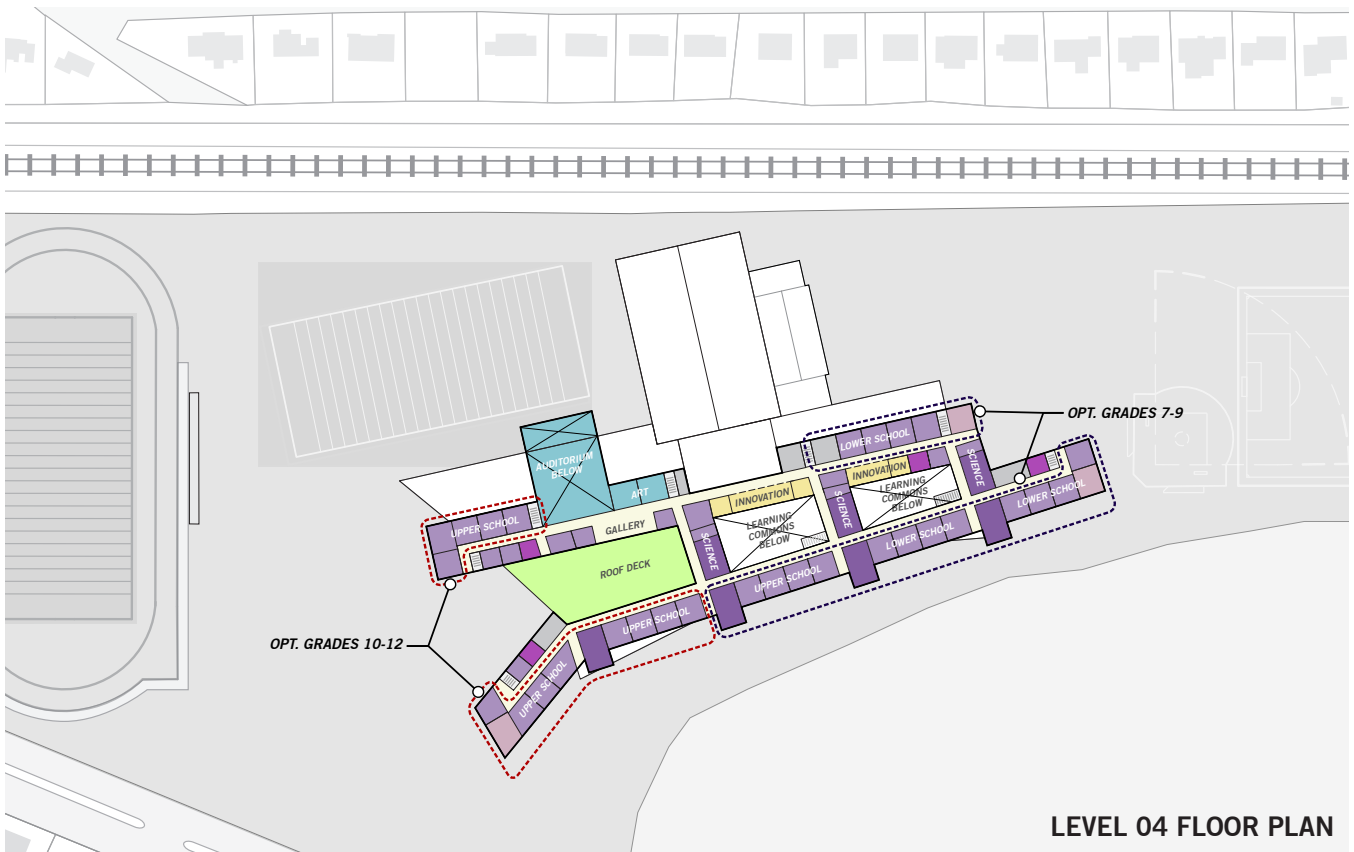 OPT. GRADES 7-9
LOWER SCHOOL
AUDITORIUM
BELOW
ART
INNOVATION
INNOVATION
SCIENCE
LEARNING
COMMONS
BELOW
LOWER SCHOOL
UPPER SCHOOL
GALLERY
LEARNING
COMMONS
BELOW
SCIENCE
LOWER SCHOOL
SCIENCE
ROOF DECK
UPPER SCHOOL
UPPER SCHOOL
OPT. GRADES 10-12
UPPER SCHOOL
LEVEL 04 FLOOR PLAN